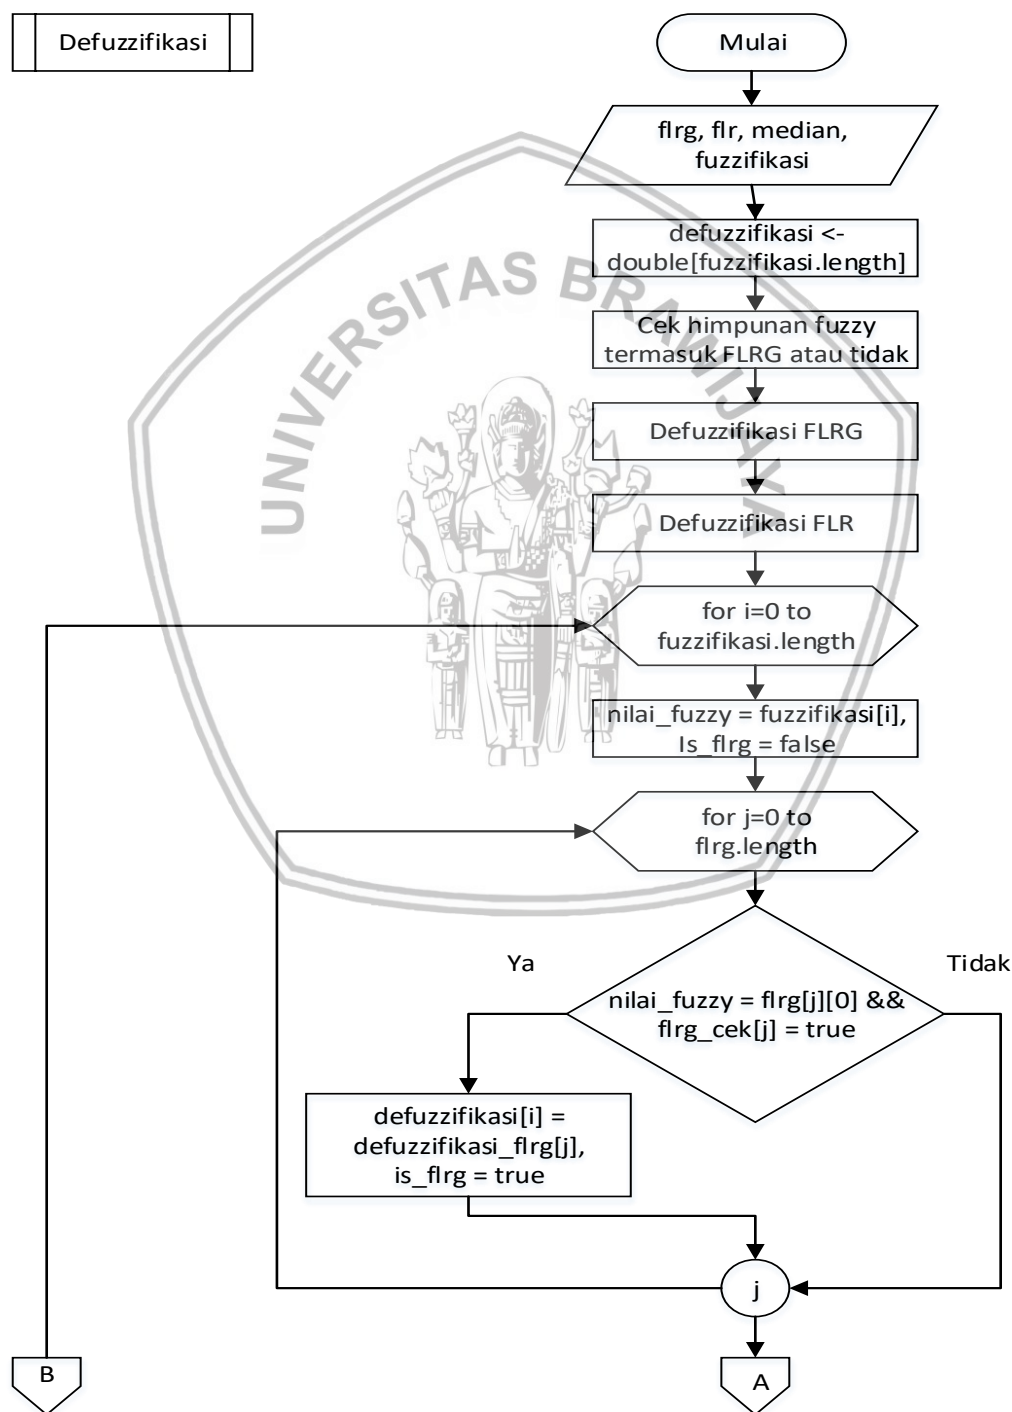 Defuzzifikasi
Mulai
flrg, flr, median,
fuzzifikasi
defuzzifikasi <-
double[fuzzifikasi.length]
UNIVERSITAS BRAWIJAYA
Cek himpunan fuzzy
termasuk FLRG atau tidak
Defuzzifikasi FLRG
Defuzzifikasi FLR
for i=0 to
fuzzifikasi.length
nilai_fuzzy = fuzzifikasi[i],
Is_flrg = false
for j=0 to
flrg.length
Ya
Tidak
nilai_fuzzy = flrg[j][0] &&
flrg_cek[j] = true
defuzzifikasi[i] =
defuzzifikasi_flrg[j],
is_flrg = true
j
B
A